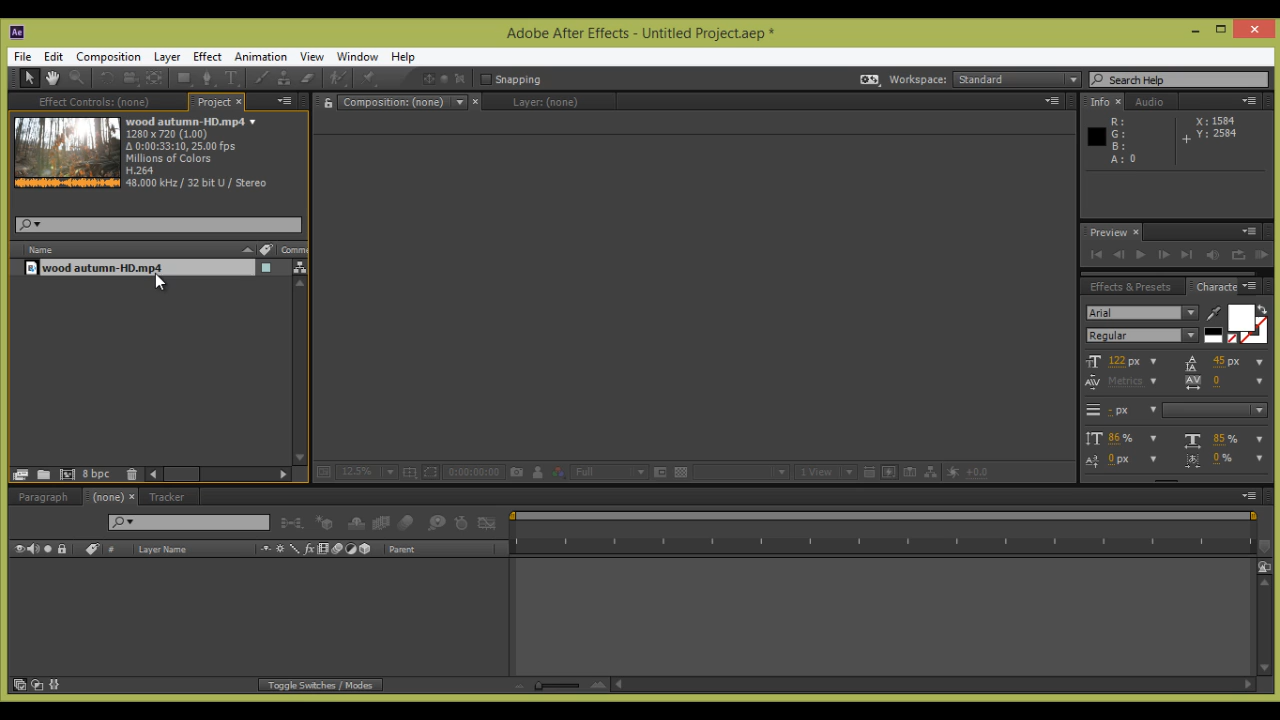 Ae
Adobe After Effects - Untitled Project.aep *
File Edit Composition Layer Effect Animation View Window Help
Snapping
Workspace: Standard
Search Help
Effect Controls: (none)
Project ×
Composition: (none)
Layer: (none)
Info ×
Audio
wood autumn-HD.mp4
1280 x 720 (1.00)
Δ 0:00:33:10, 25.00 fps
Millions of Colors
H.264
48.000 kHz / 32 bit U / Stereo
R :
G :
B :
A : 0
X : 1584
Y : 2584
Preview ×
Name
Comme
wood autumn-HD.mp4
Effects & Presets
Characte
Arial
Regular
122 px
45 px
Metrics
0
- px
86 %
85 %
0 px
0 %
8 bpc
12.5%
0:00:00:00
Full
1 View
+0.0
Paragraph
(none) ×
Tracker
# Layer Name
Parent
Toggle Switches / Modes